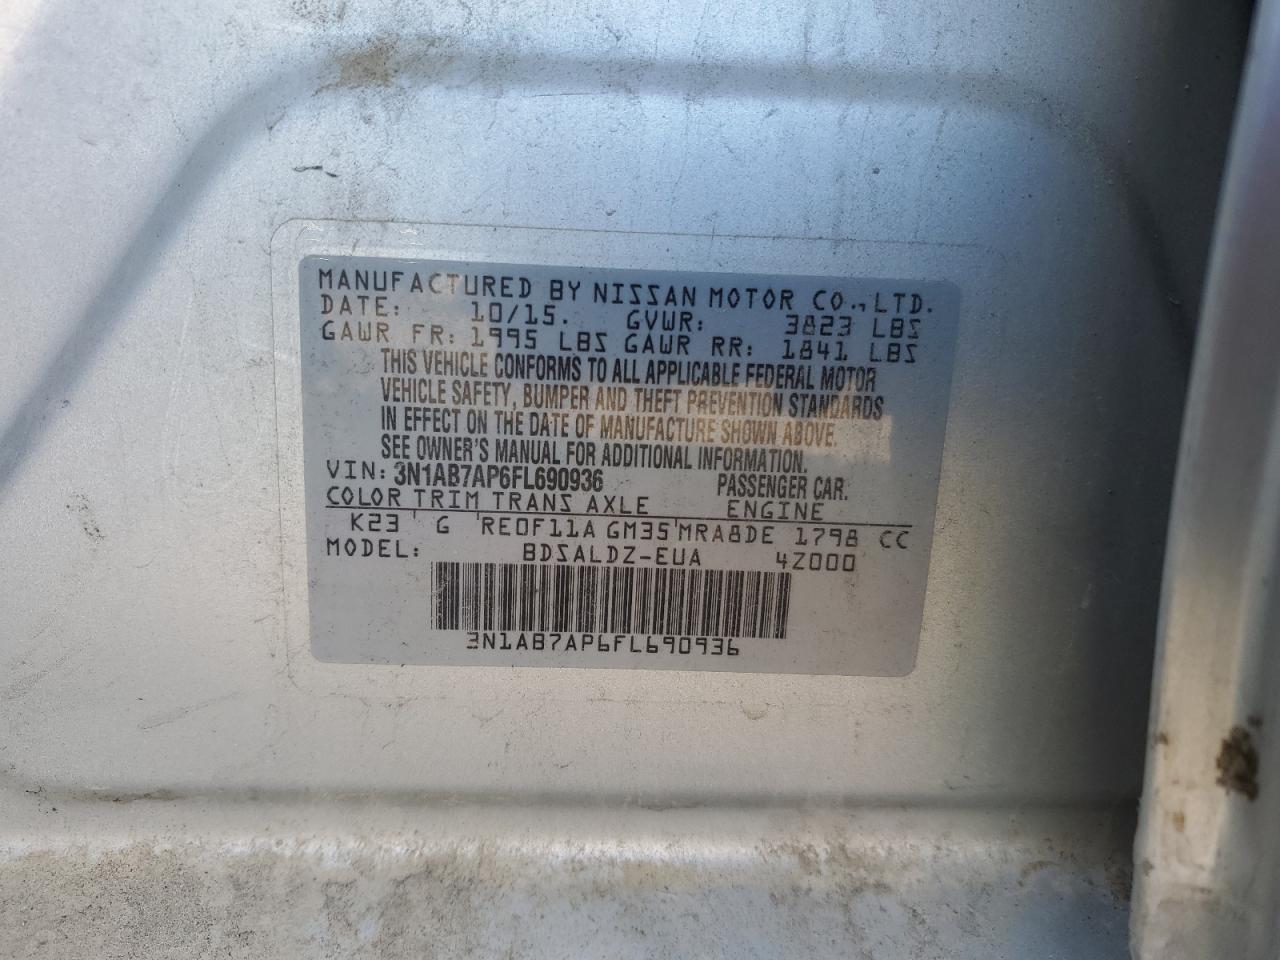 MANUFACTURED BY NISSAN MOTOR CO., LTD.
DATE: 10/15. GVWR: 3823 LBS
GAWR FR: 1995 LBS GAWR RR: 1841 LBS
THIS VEHICLE CONFORMS TO ALL APPLICABLE FEDERAL MOTOR
VEHICLE SAFETY, BUMPER AND THEFT PREVENTION STANDARDS
IN EFFECT ON THE DATE OF MANUFACTURE SHOWN ABOVE.
SEE OWNER'S MANUAL FOR ADDITIONAL INFORMATION.
VIN: 3N1AB7AP6FL690936 PASSENGER CAR.
COLOR TRIM TRANS AXLE ENGINE
K23 ' G ' RE0F11A GM35 ' MRA8DE 1798 CC
MODEL: BDSALDZ-EUA 4Z000
3N1AB7AP6FL690936